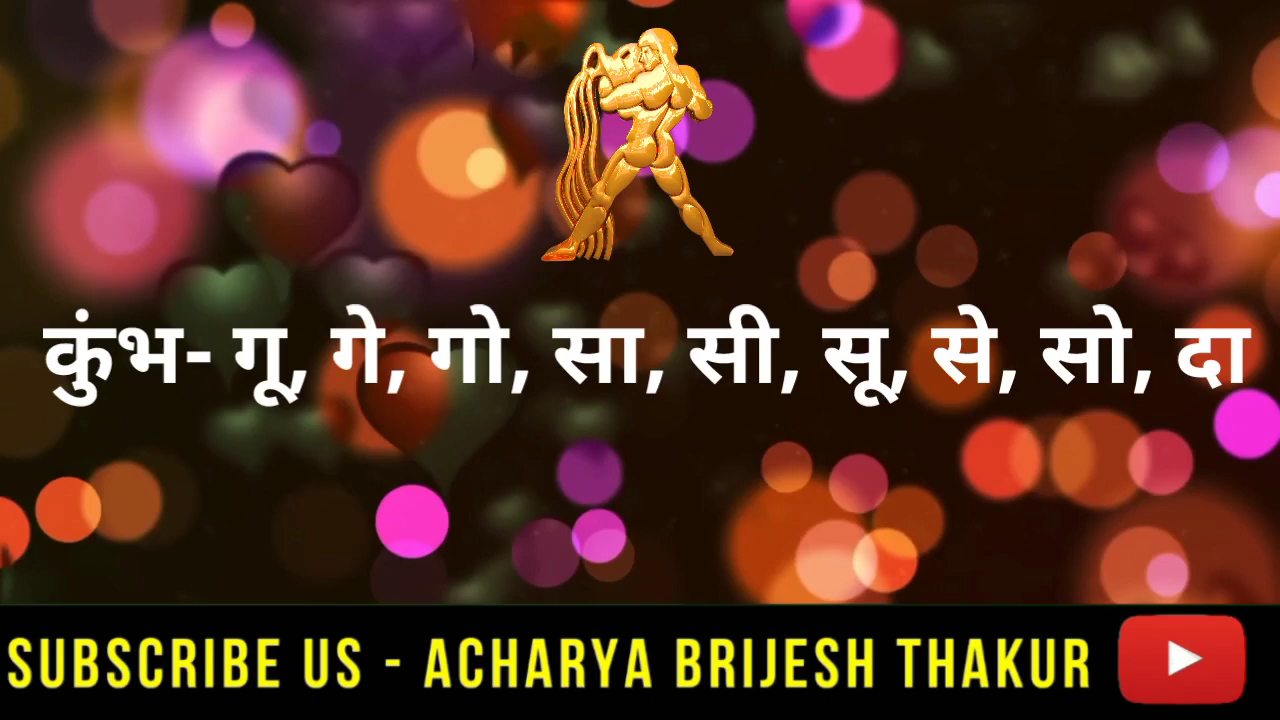 कुंभ- गू, गे, गो, सा, सी, सू, से, सो, दा
SUBSCRIBE US - ACHARYA BRIJESH THAKUR